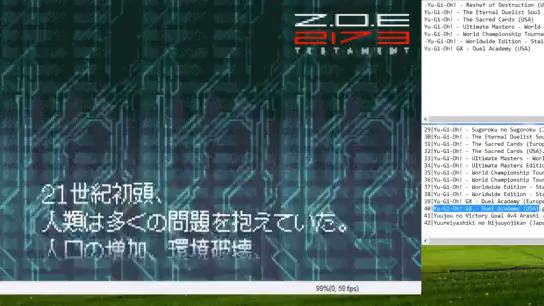 Z.O.E
2173
TESTAMENT
21世紀初頭、
人類は多くの問題を抱えていた。
人口の増加、環境破壊、
98%(0, 50 fps)
-Yu-Gi-Oh! - Reshef of Destruction (U
Yu-Gi-Oh! - The Eternal Duelist Soul
Yu-Gi-Oh! - The Sacred Cards (USA)
Yu-Gi-Oh! - Ultimate Masters - World
Yu-Gi-Oh! - World Championship Tourna
-Yu-Gi-Oh! - Worldwide Edition - Stai
Yu-Gi-Oh! GX - Duel Academy (USA)
29|Yu-Gi-Oh! - Sugoroku no Sugoroku (J
30|Yu-Gi-Oh! - The Eternal Duelist Sou
31|Yu-Gi-Oh! - The Sacred Cards (Europ
32|Yu-Gi-Oh! - The Sacred Cards (USA).
33|Yu-Gi-Oh! - Ultimate Masters - Worl
34|Yu-Gi-Oh! - Ultimate Masters Editio
35|Yu-Gi-Oh! - World Championship Tour
36|Yu-Gi-Oh! - World Championship Tour
37|Yu-Gi-Oh! - Worldwide Edition - Sta
38|Yu-Gi-Oh! - Worldwide Edition - Sta
39|Yu-Gi-Oh! GX - Duel Academy (Europe
40|Yu-Gi-Oh! GX - Duel Academy (USA)
41|Yuujou no Victory Goal 4v4 Arashi -
42|Yuureiyashiki no Nijuuyojikan (Japa